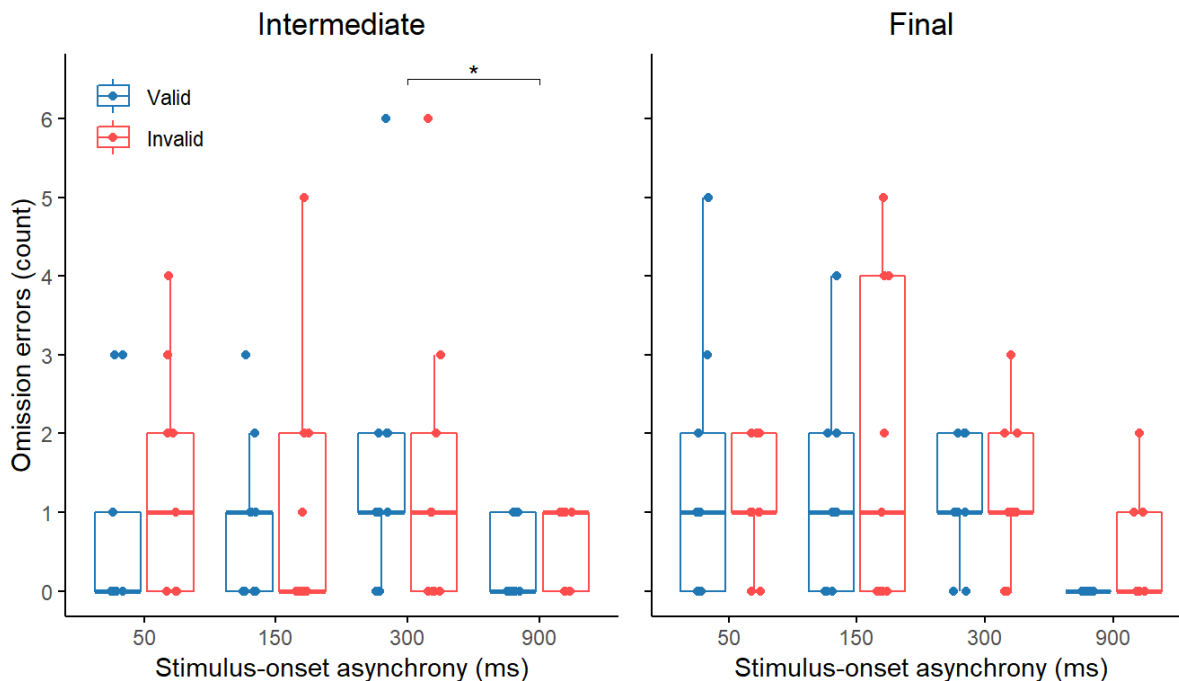 Intermediate
Final
*
Valid
Invalid
Omission errors (count)
6
5
4
3
2
1
0
50 150 300 900
50 150 300 900
Stimulus-onset asynchrony (ms)
Stimulus-onset asynchrony (ms)